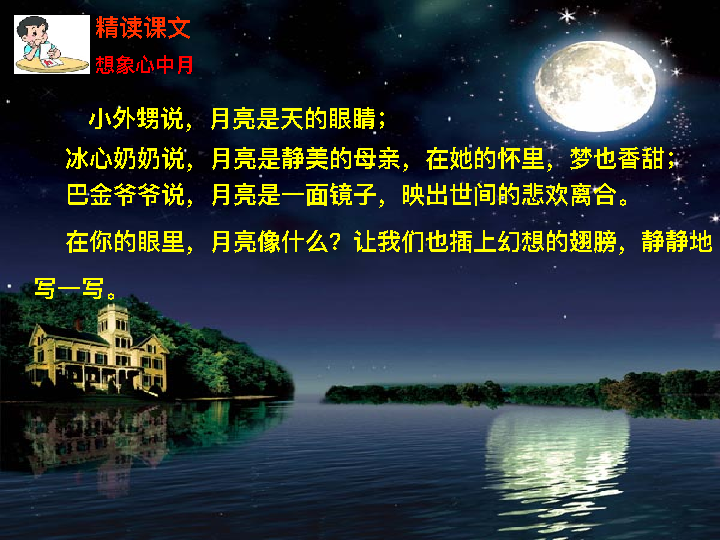 精读课文
想象心中月
小外甥说，月亮是天的眼睛；
冰心奶奶说，月亮是静美的母亲，在她的怀里，梦也香甜；
巴金爷爷说，月亮是一面镜子，映出世间的悲欢离合。
在你的眼里，月亮像什么？让我们也插上幻想的翅膀，静静地
写一写。